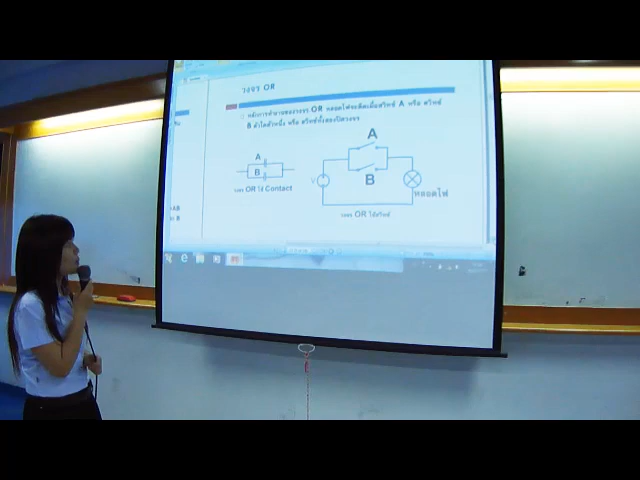 วงจร OR
หลักการทำงานของวงจร OR หลอดไฟจะติดเมื่อสวิทช์ A หรือ สวิทช์
B ตัวใดตัวหนึ่ง หรือ สวิทช์ทั้งสองปิดวงจร
A
B
วงจร OR ใช้ Contact
A
B
V
หลอดไฟ
วงจร OR ใช้สวิทช์
AB
B